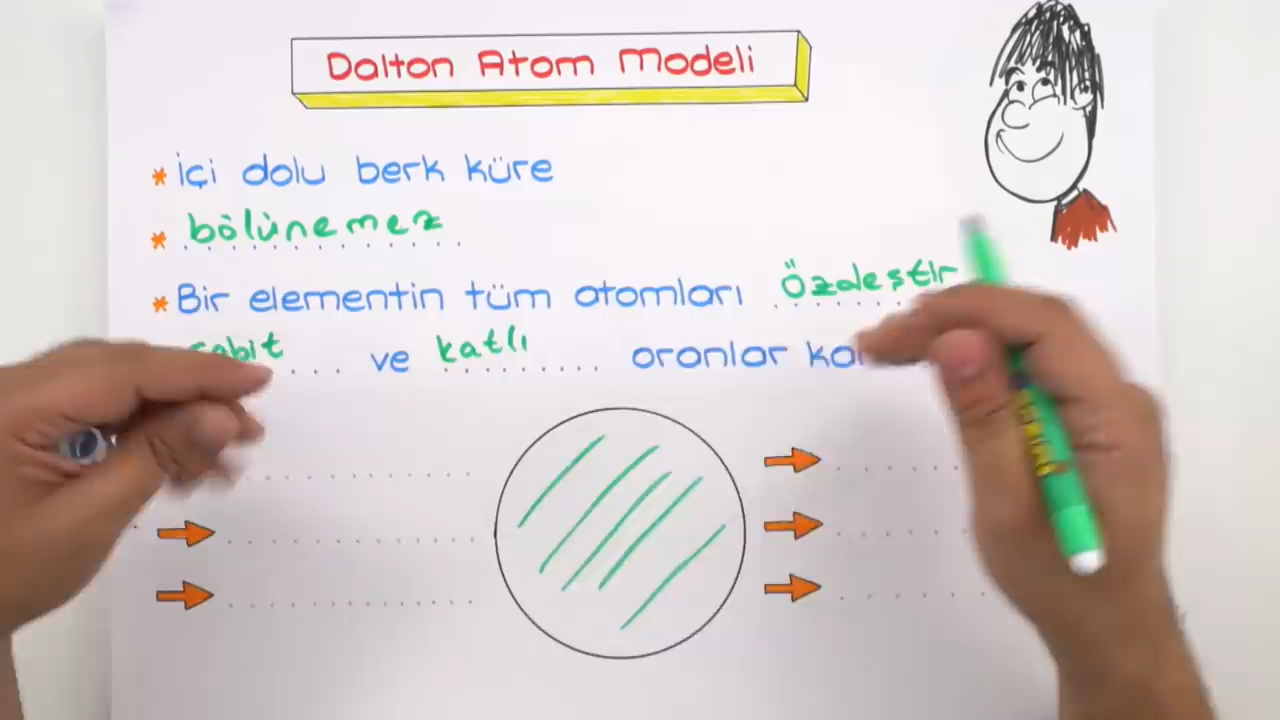 Dalton Atom Modeli
* İçi dolu berk küre
* bölünemez
* Bir elementin tüm atomları Özdeştir
sabit ve katlı oranlar